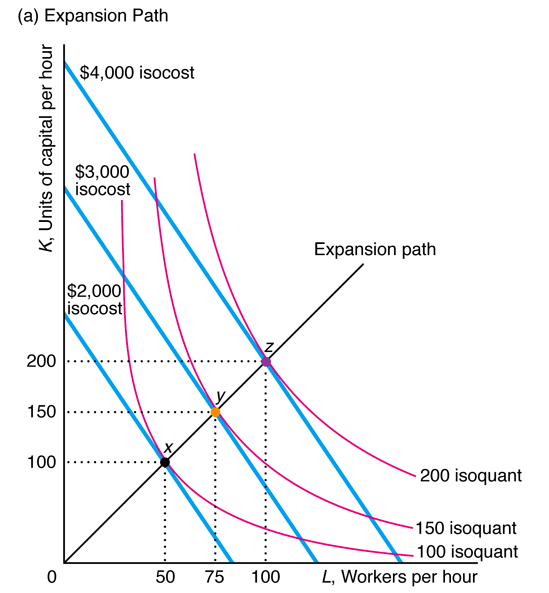 (a) Expansion Path
K, Units of capital per hour
$4,000 isocost
$3,000
isocost
$2,000
isocost
Expansion path
z
y
x
200
150
100
200 isoquant
150 isoquant
100 isoquant
0
50
75
100
L, Workers per hour